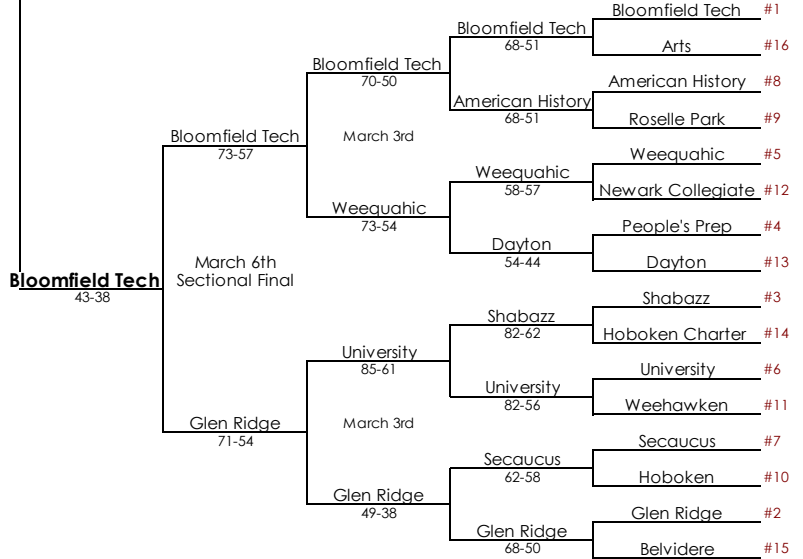 Bloomfield Tech #1
Bloomfield Tech
68-51
Arts #16
Bloomfield Tech
70-50
American History #8
American History
68-51
Roselle Park #9
Bloomfield Tech
73-57
March 3rd
Weequahic #5
Weequahic
58-57
Newark Collegiate #12
Weequahic
73-54
People's Prep #4
Dayton
54-44
Dayton #13
March 6th
Sectional Final
Bloomfield Tech
43-38
Shabazz #3
Shabazz
82-62
Hoboken Charter #14
University
85-61
University #6
University
82-56
Weehawken #11
Glen Ridge
71-54
March 3rd
Secaucus #7
Secaucus
62-58
Hoboken #10
Glen Ridge
49-38
Glen Ridge #2
Glen Ridge
68-50
Belvidere #15